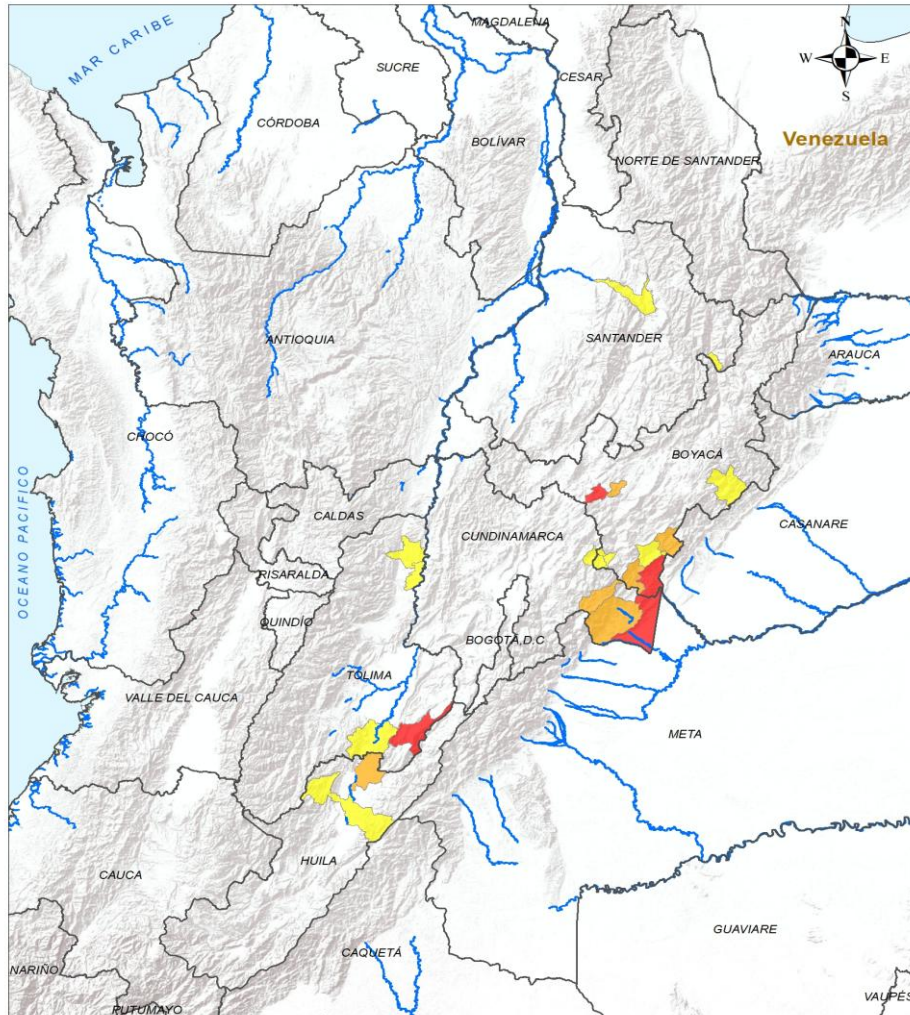 MAGDALENA
N
MAR CARIBE
W
E
SUCRE
CESAR
S
CÓRDOBA
BOLÍVAR
Venezuela
NORTE DE SANTANDER
ANTIOQUIA
SANTANDER
ARAUCA
CHOCÓ
BOYACÁ
OCEANO PACIFICO
CALDAS
CASANARE
CUNDINAMARCA
RISARALDA
QUINDÍO
BOGOTÁ,D.C
TOLIMA
VALLE DEL CAUCA
META
HUILA
CAUCA
GUAVIARE
CAQUETÁ
NARIÑO
VAUPÉS
PUTUMAYO